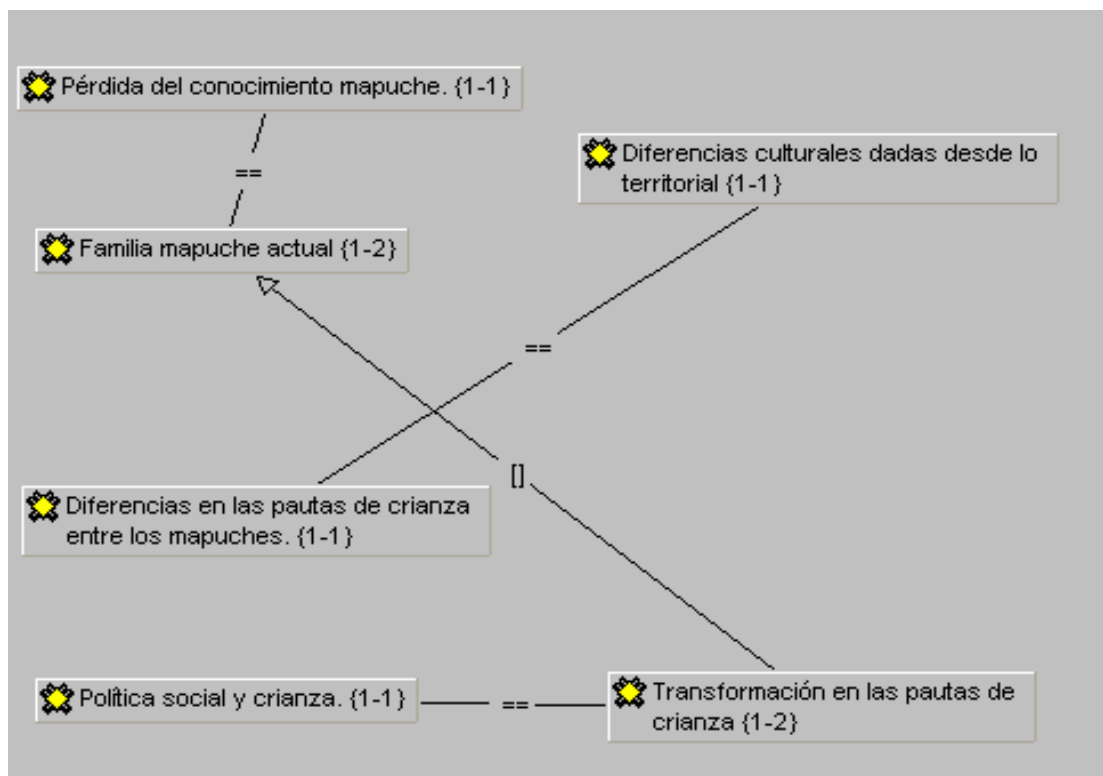 Pérdida del conocimiento mapuche. {1-1}
Diferencias culturales dadas desde lo
territorial {1-1}
==
Familia mapuche actual {1-2}
==
[]
Diferencias en las pautas de crianza
entre los mapuches. {1-1}
Política social y crianza. {1-1}
==
Transformación en las pautas de
crianza {1-2}